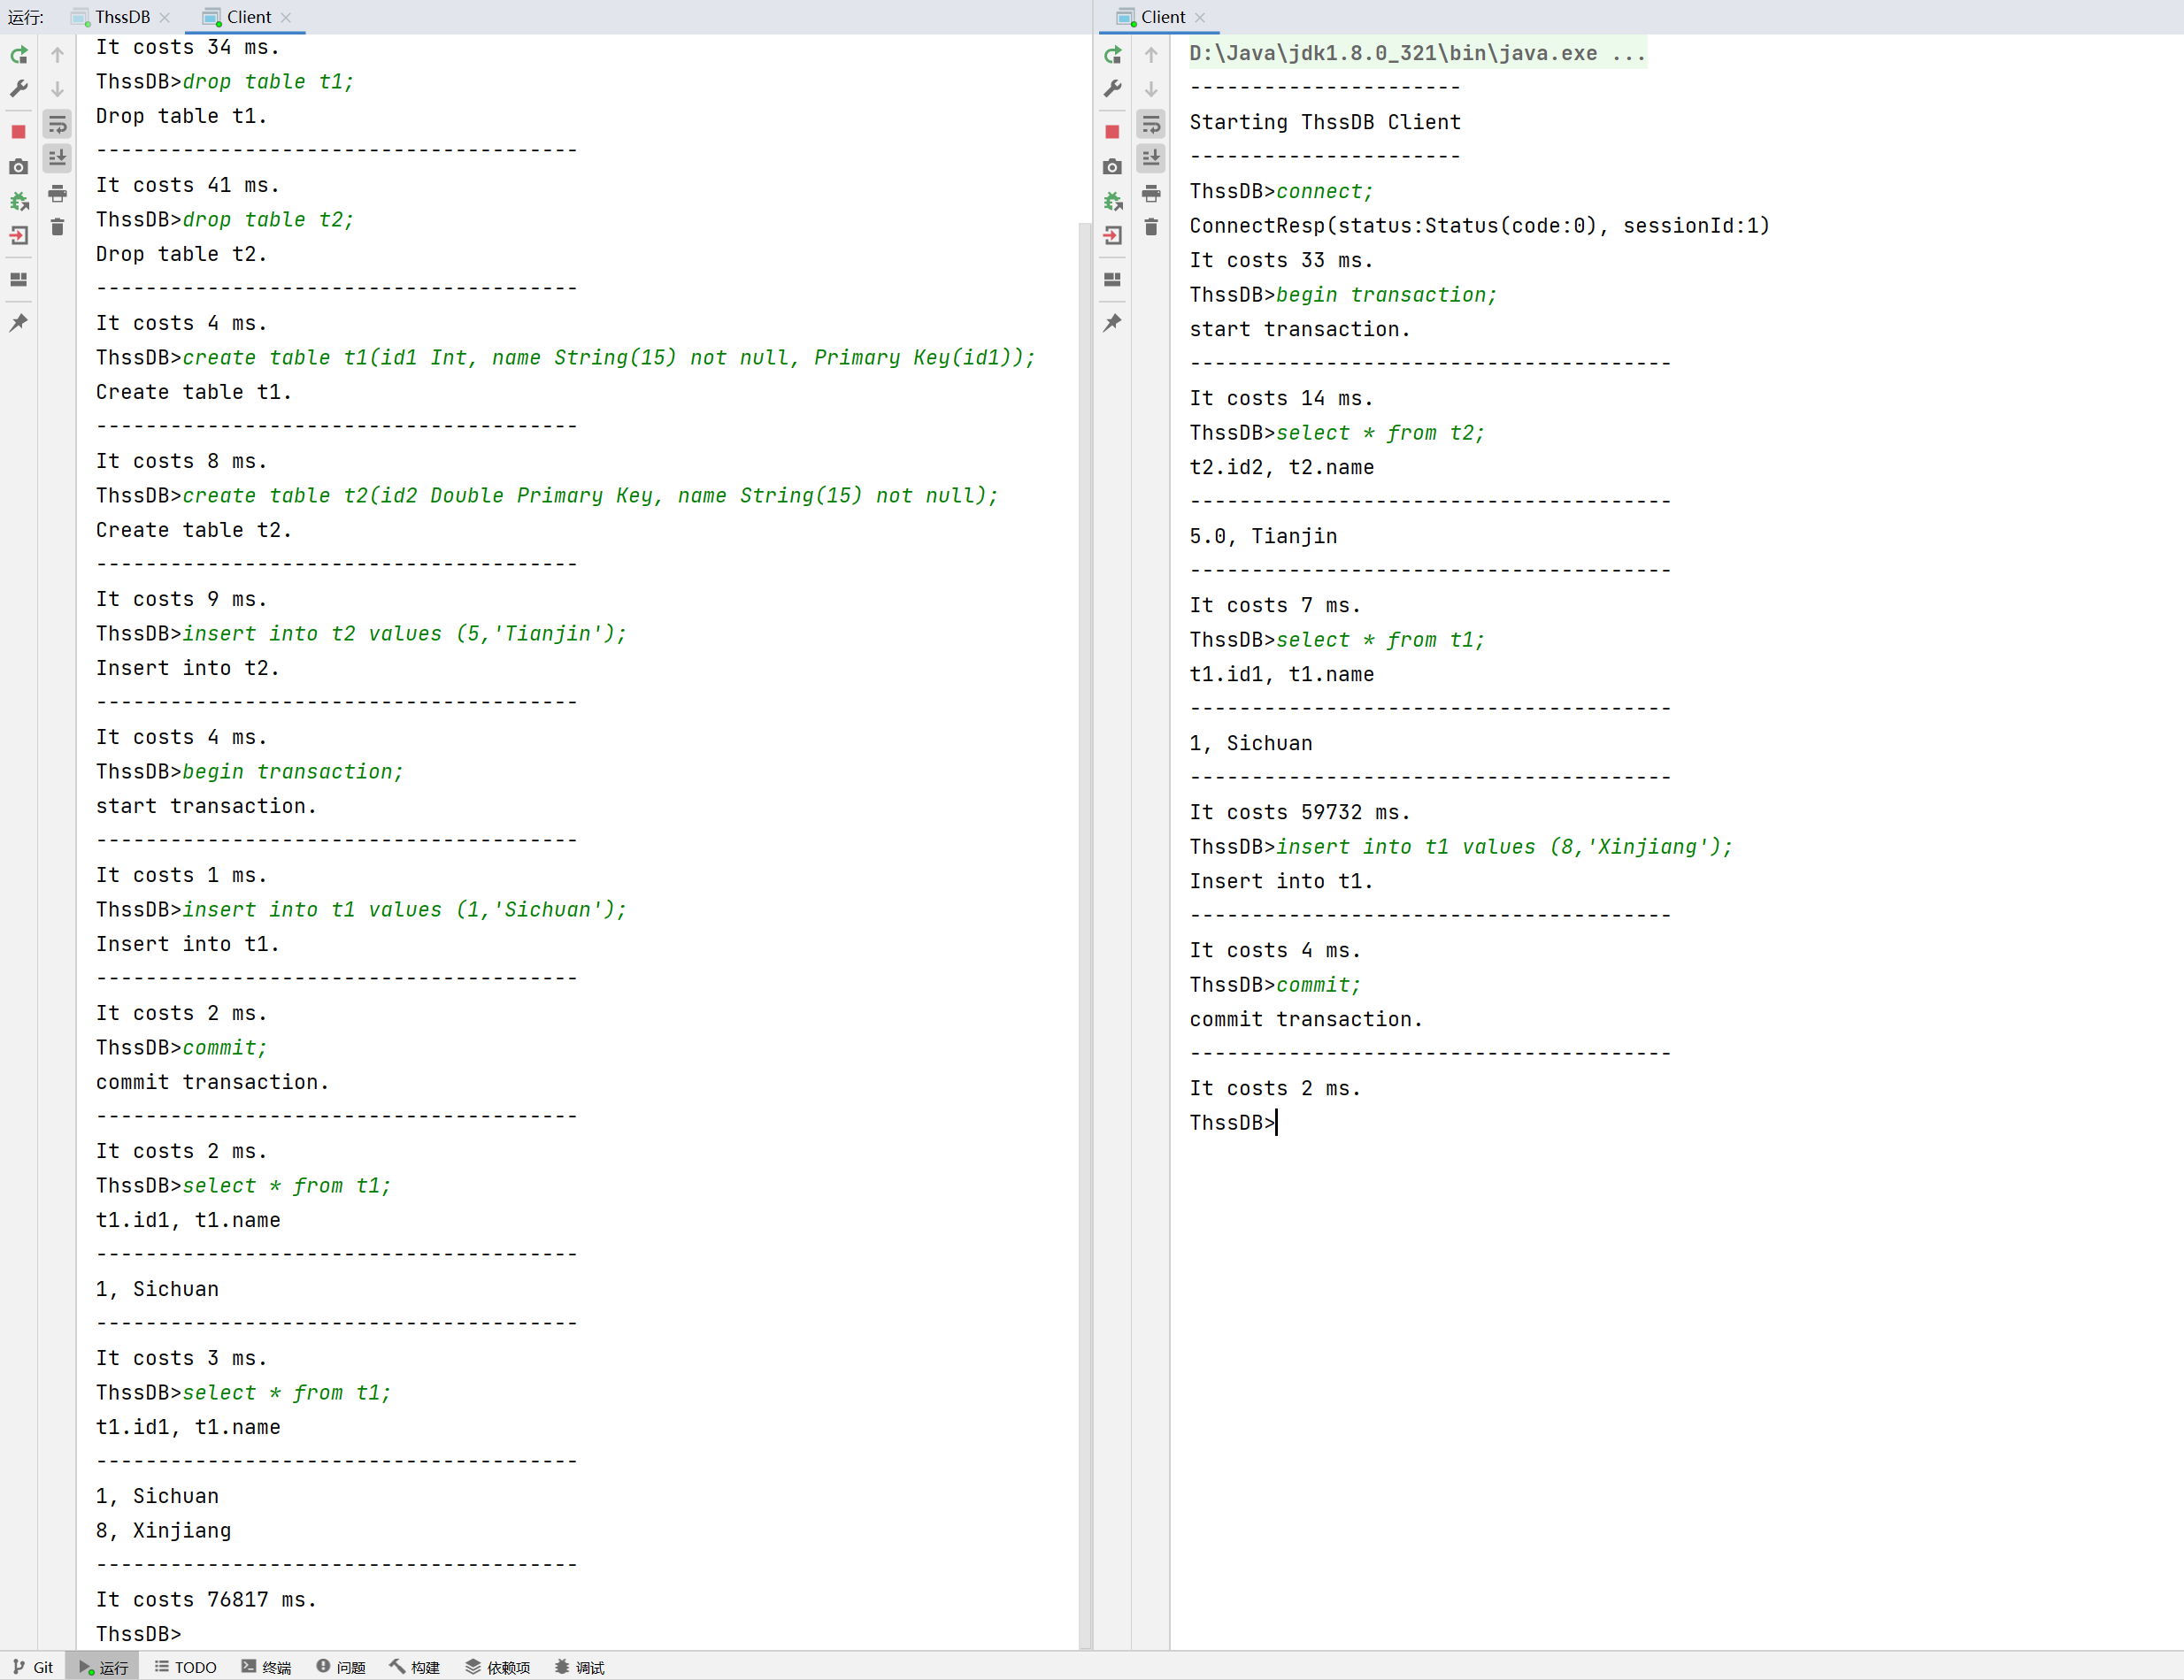 运行: ThssDB Client
It costs 34 ms.
ThssDB>drop table t1;
Drop table t1.
---------------------------------------
It costs 41 ms.
ThssDB>drop table t2;
Drop table t2.
---------------------------------------
It costs 4 ms.
ThssDB>create table t1(id1 Int, name String(15) not null, Primary Key(id1));
Create table t1.
---------------------------------------
It costs 8 ms.
ThssDB>create table t2(id2 Double Primary Key, name String(15) not null);
Create table t2.
---------------------------------------
It costs 9 ms.
ThssDB>insert into t2 values (5,'Tianjin');
Insert into t2.
---------------------------------------
It costs 4 ms.
ThssDB>begin transaction;
start transaction.
---------------------------------------
It costs 1 ms.
ThssDB>insert into t1 values (1,'Sichuan');
Insert into t1.
---------------------------------------
It costs 2 ms.
ThssDB>commit;
commit transaction.
---------------------------------------
It costs 2 ms.
ThssDB>select * from t1;
t1.id1, t1.name
---------------------------------------
1, Sichuan
---------------------------------------
It costs 3 ms.
ThssDB>select * from t1;
t1.id1, t1.name
---------------------------------------
1, Sichuan
8, Xinjiang
---------------------------------------
It costs 76817 ms.
ThssDB>
Client
D:\Java\jdk1.8.0_321\bin\java.exe ...
----------------------
Starting ThssDB Client
----------------------
ThssDB>connect;
ConnectResp(status:Status(code:0), sessionId:1)
It costs 33 ms.
ThssDB>begin transaction;
start transaction.
---------------------------------------
It costs 14 ms.
ThssDB>select * from t2;
t2.id2, t2.name
---------------------------------------
5.0, Tianjin
---------------------------------------
It costs 7 ms.
ThssDB>select * from t1;
t1.id1, t1.name
---------------------------------------
1, Sichuan
---------------------------------------
It costs 59732 ms.
ThssDB>insert into t1 values (8,'Xinjiang');
Insert into t1.
---------------------------------------
It costs 4 ms.
ThssDB>commit;
commit transaction.
---------------------------------------
It costs 2 ms.
ThssDB>
Git 运行 TODO 终端 问题 构建 依赖项 调试